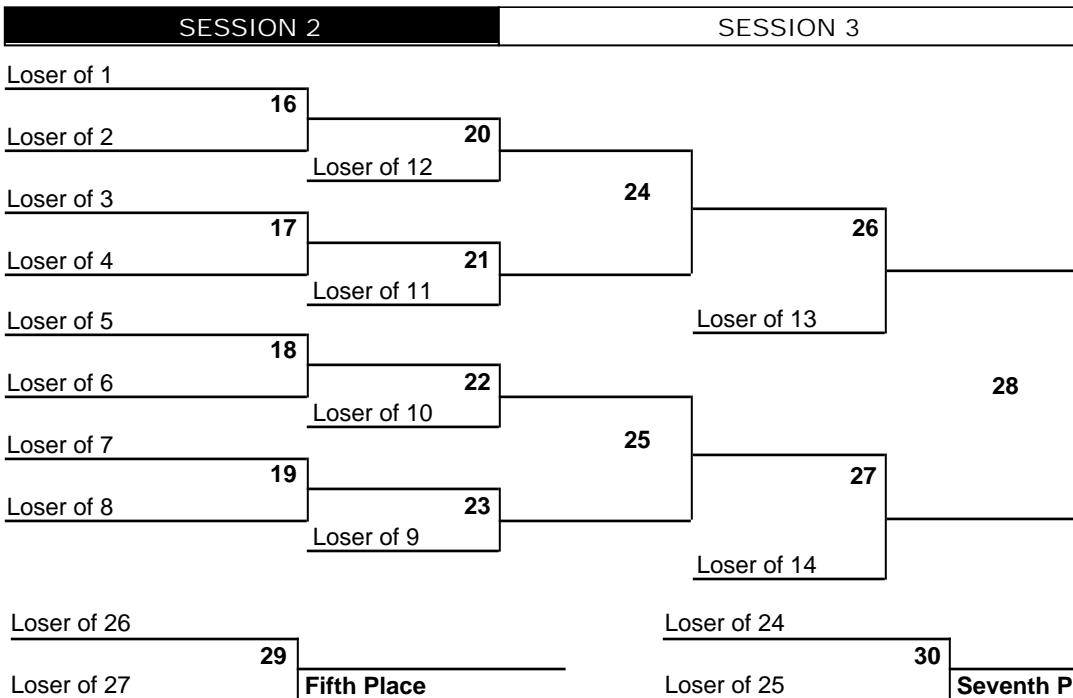 SESSION 2
SESSION 3
Loser of 1
16
Loser of 2
20
Loser of 12
24
Loser of 3
17
26
Loser of 4
21
Loser of 11
Loser of 5
Loser of 13
18
Loser of 6
22
28
Loser of 10
Loser of 7
25
19
27
Loser of 8
23
Loser of 9
Loser of 14
Loser of 26
Loser of 24
29
30
Loser of 27
Fifth Place
Loser of 25
Seventh P